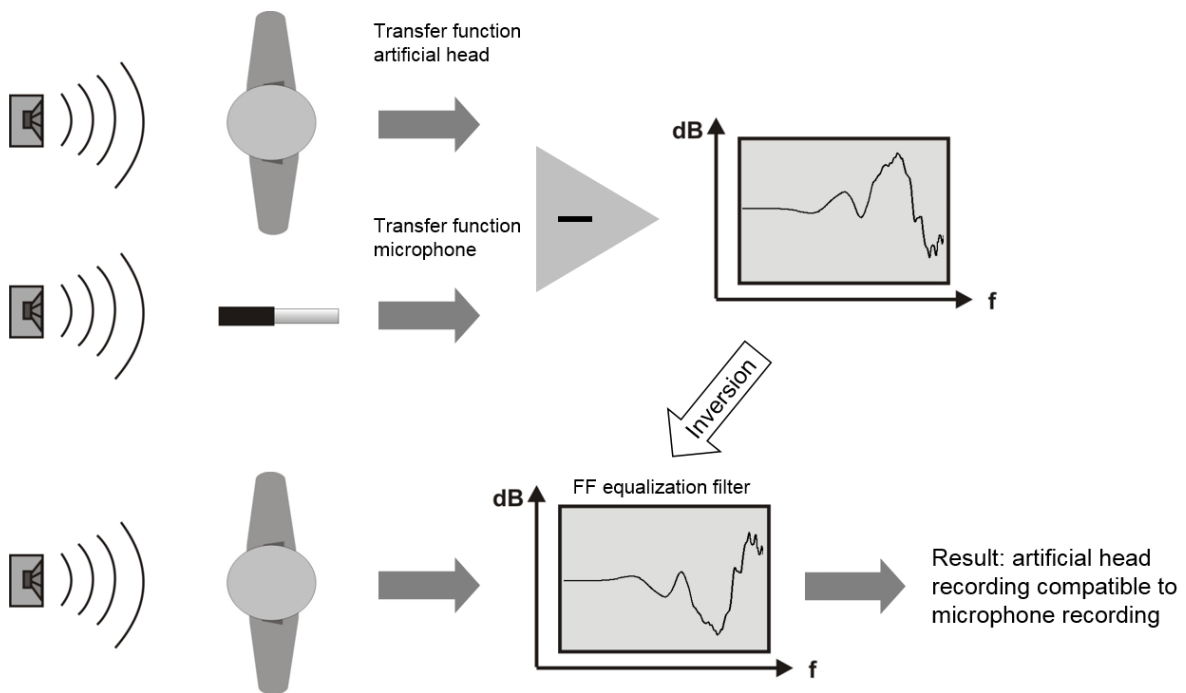 Transfer function
artificial head
dB
f
Transfer function
microphone
Inversion
FF equalization filter
dB
f
Result: artificial head
recording compatible to
microphone recording